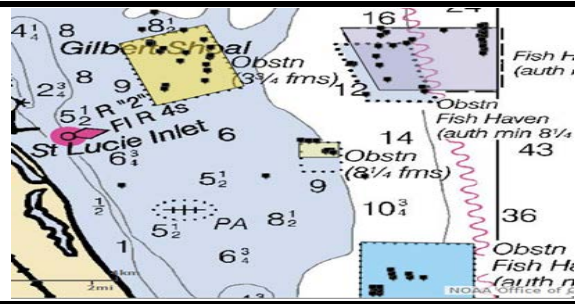 4¼ 8 8½ 16 24
Gilbert Shoal
8 9 Obstn
(3¾ fms)
Fish H
(auth m
2¾ 12
5½ R "2"
Fl R 4s
Obstn
Fish Haven
(auth min 8¼
St Lucie Inlet
6 14 43
6¾
Obstn
(8¼ fms)
5½ 9
½ 10¾ 36
5½ PA 8½
1 6¾
Obstn
Fish Ha
(auth m
4km
2mi
NOAA Office of